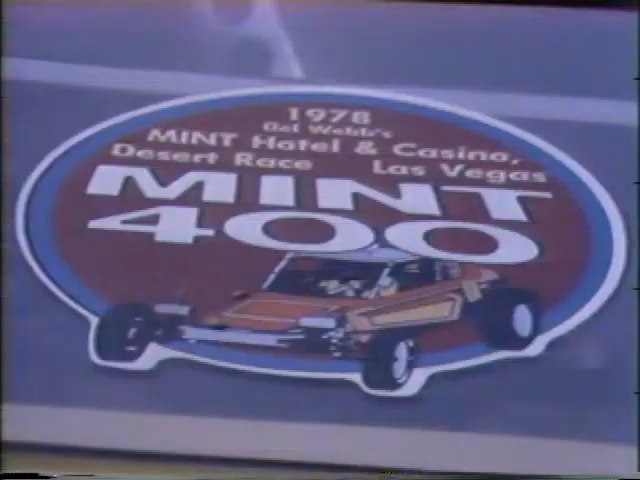 1978
Del Webb's
MINT Hotel & Casino,
Desert Race Las Vegas
MINT
400